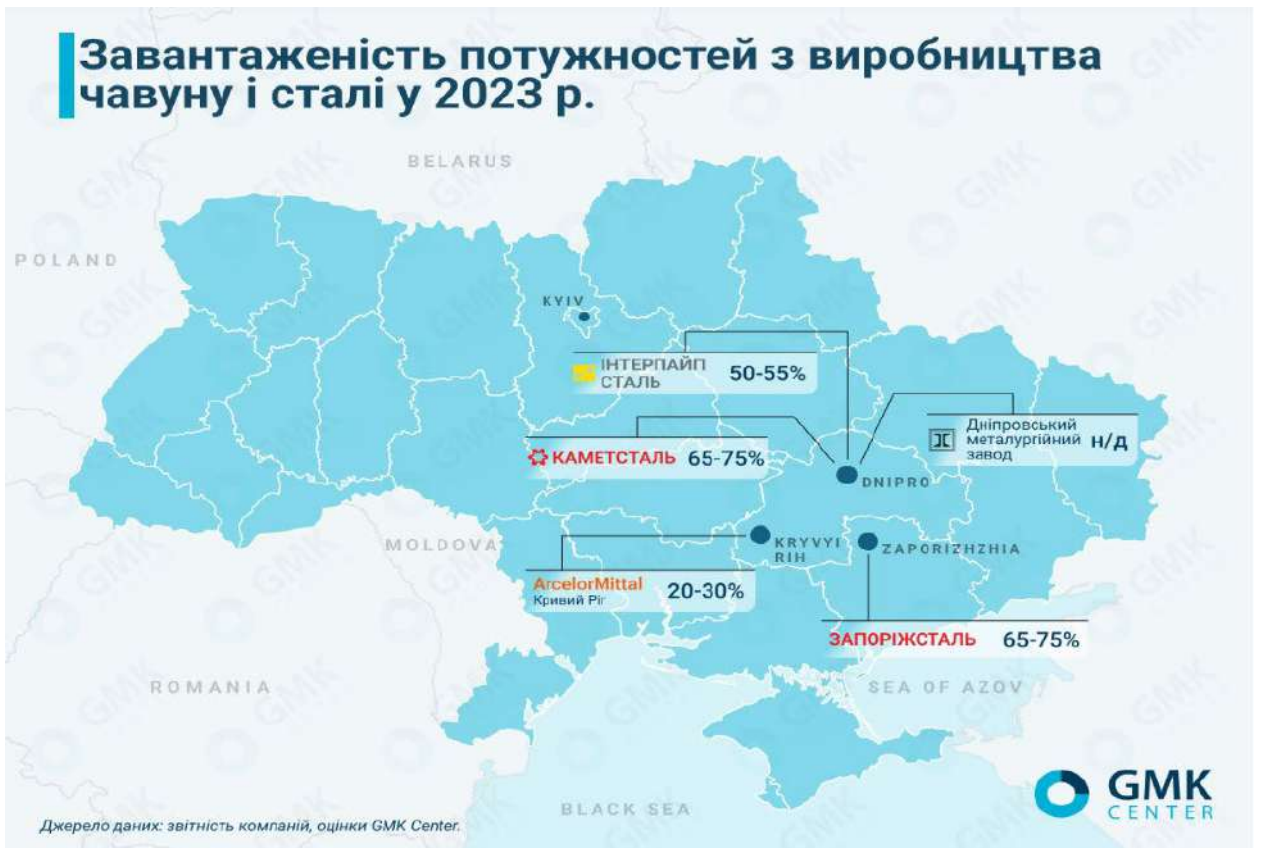 Завантаженість потужностей з виробництва
чавуну і сталі у 2023 р.
BELARUS
POLAND
KYIV
ІНТЕРПАЙП
СТАЛЬ
50-55%
Дніпровський
металургійний
завод
н/д
КАМЕТСТАЛЬ 65-75%
DNIPRO
MOLDOVA
KRYVYI
RIH
ZAPORIZHZHIA
ArcelorMittal
Кривий Ріг
20-30%
ЗАПОРІЖСТАЛЬ 65-75%
ROMANIA
SEA OF AZOV
BLACK SEA
GMK
CENTER
Джерело даних: звітність компаній, оцінки GMK Center.